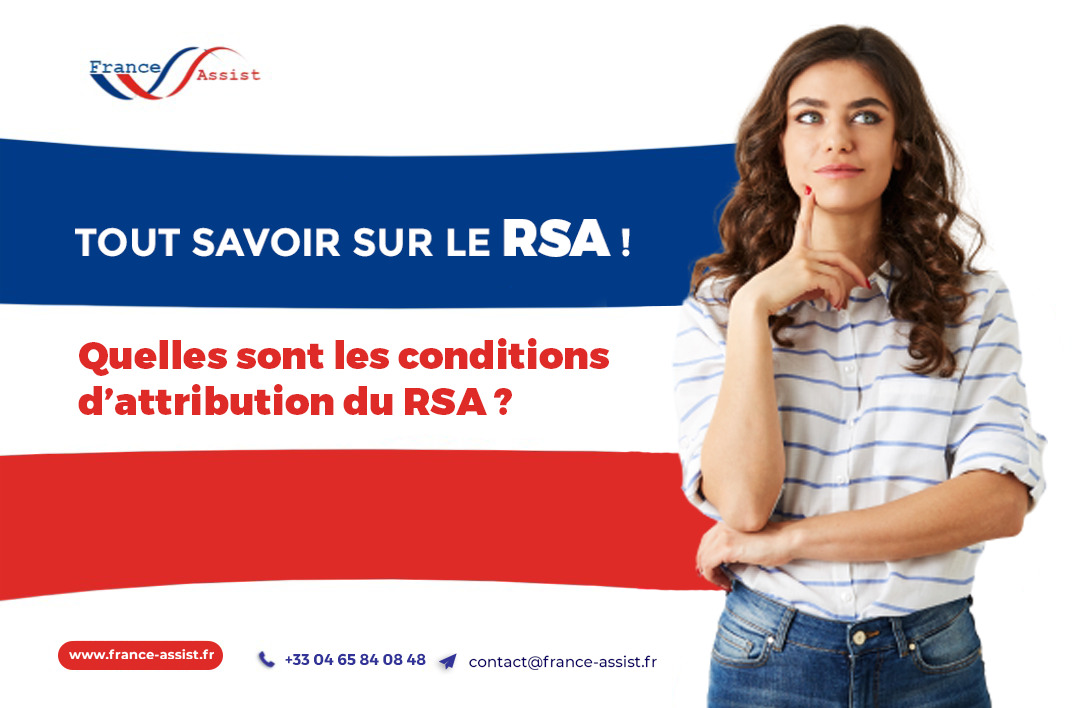 France Assist
TOUT SAVOIR SUR LE RSA !
Quelles sont les conditions
d’attribution du RSA ?
www.france-assist.fr
+33 04 65 84 08 48
contact@france-assist.fr